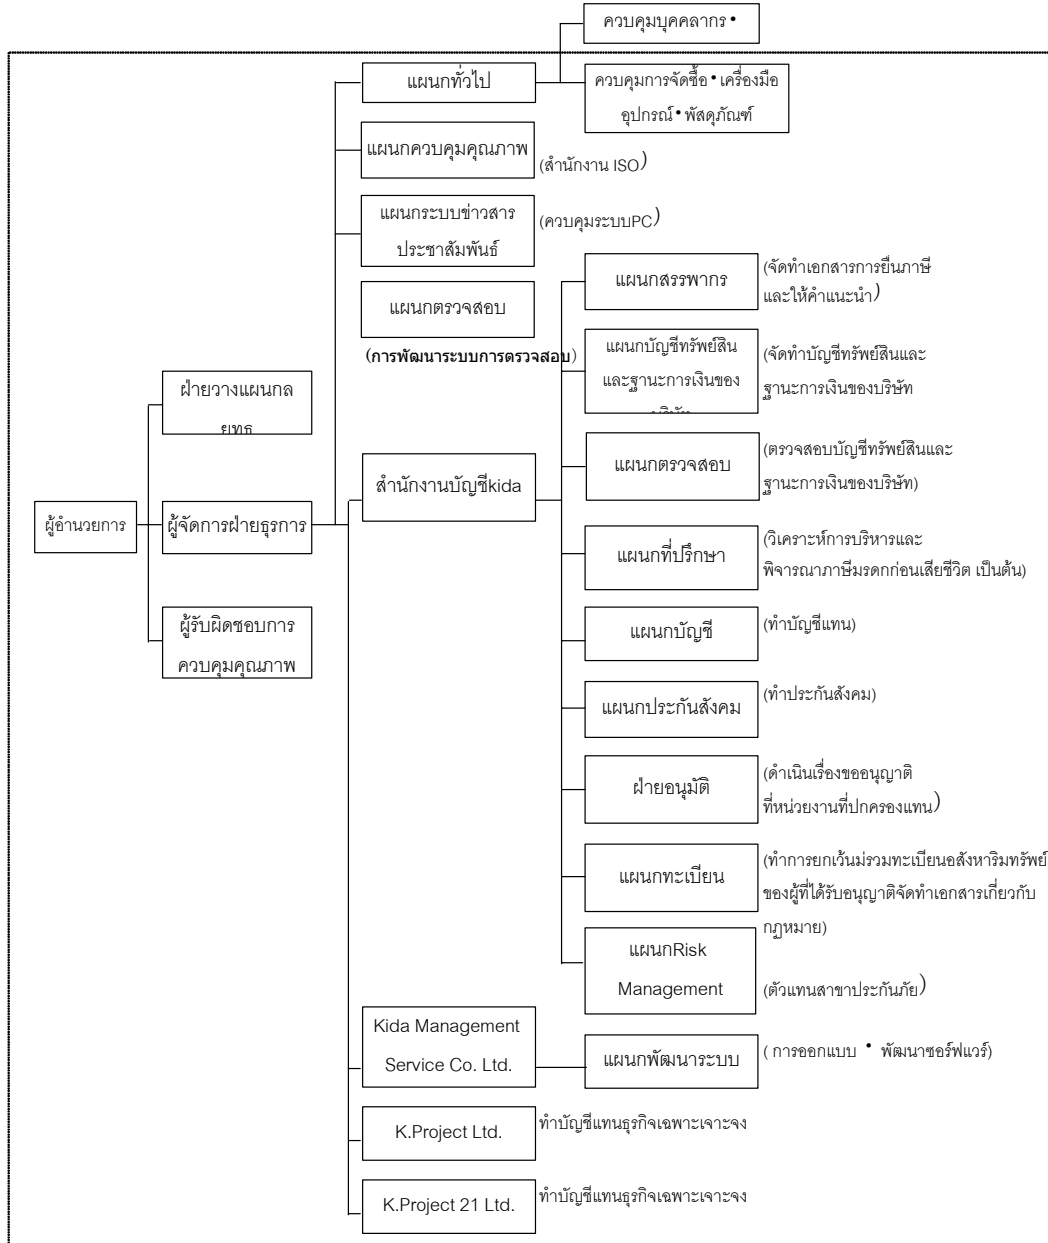 ควบคุมบุคคลากร •
แผนกทั่วไป
ควบคุมการจัดซื้อ • เครื่องมือ
อุปกรณ์ • พัสดุภัณฑ์
แผนกควบคุมคุณภาพ
(สำนักงาน ISO)
แผนกระบบข่าวสาร
ประชาสัมพันธ์
(ควบคุมระบบPC)
แผนกตรวจสอบ
(การพัฒนาระบบการตรวจสอบ)
แผนกสรรพากร
(จัดทำเอกสารการยื่นภาษี
และให้คำแนะนำ)
แผนกบัญชีทรัพย์สิน
และฐานะการเงินของ
บริษัท
(จัดทำบัญชีทรัพย์สินและ
ฐานะการเงินของบริษัท
ฝ่ายวางแผนกล
ยุทธ
สำนักงานบัญชีkida
แผนกตรวจสอบ
(ตรวจสอบบัญชีทรัพย์สินและ
ฐานะการเงินของบริษัท)
ผู้อำนวยการ
ผู้จัดการฝ่ายธุรการ
แผนกที่ปรึกษา
(วิเคราะห์การบริหารและ
พิจารณาภาษีมรดกก่อนเสียชีวิต เป็นต้น)
ผู้รับผิดชอบการ
ควบคุมคุณภาพ
แผนกบัญชี
(ทำบัญชีแทน)
แผนกประกันสังคม
(ทำประกันสังคม)
ฝ่ายอนุมัติ
(ดำเนินเรื่องขออนุญาติ
ที่หน่วยงานที่ปกครองแทน)
แผนกทะเบียน
(ทำการยกเว้นม่รวมทะเบียนอสังหาริมทรัพย์
ของผู้ที่ได้รับอนุญาติจัดทำเอกสารเกี่ยวกับ
กฎหมาย)
แผนกRisk
Management
(ตัวแทนสาขาประกันภัย)
Kida Management
Service Co. Ltd.
แผนกพัฒนาระบบ
( การออกแบบ • พัฒนาซอร์ฟแวร์)
K.Project Ltd.
ทำบัญชีแทนธุรกิจเฉพาะเจาะจง
K.Project 21 Ltd.
ทำบัญชีแทนธุรกิจเฉพาะเจาะจง